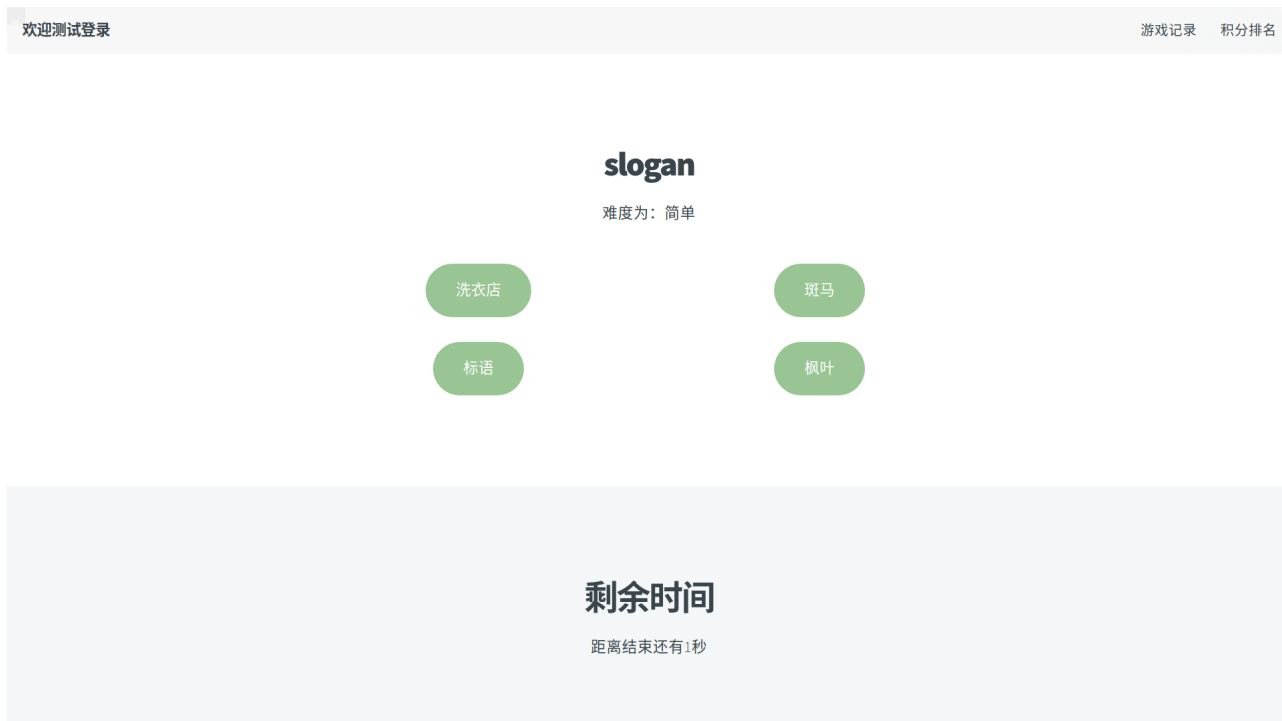 欢迎测试登录
游戏记录 积分排名
slogan
难度为：简单
洗衣店 斑马
标语 枫叶
剩余时间
距离结束还有1秒